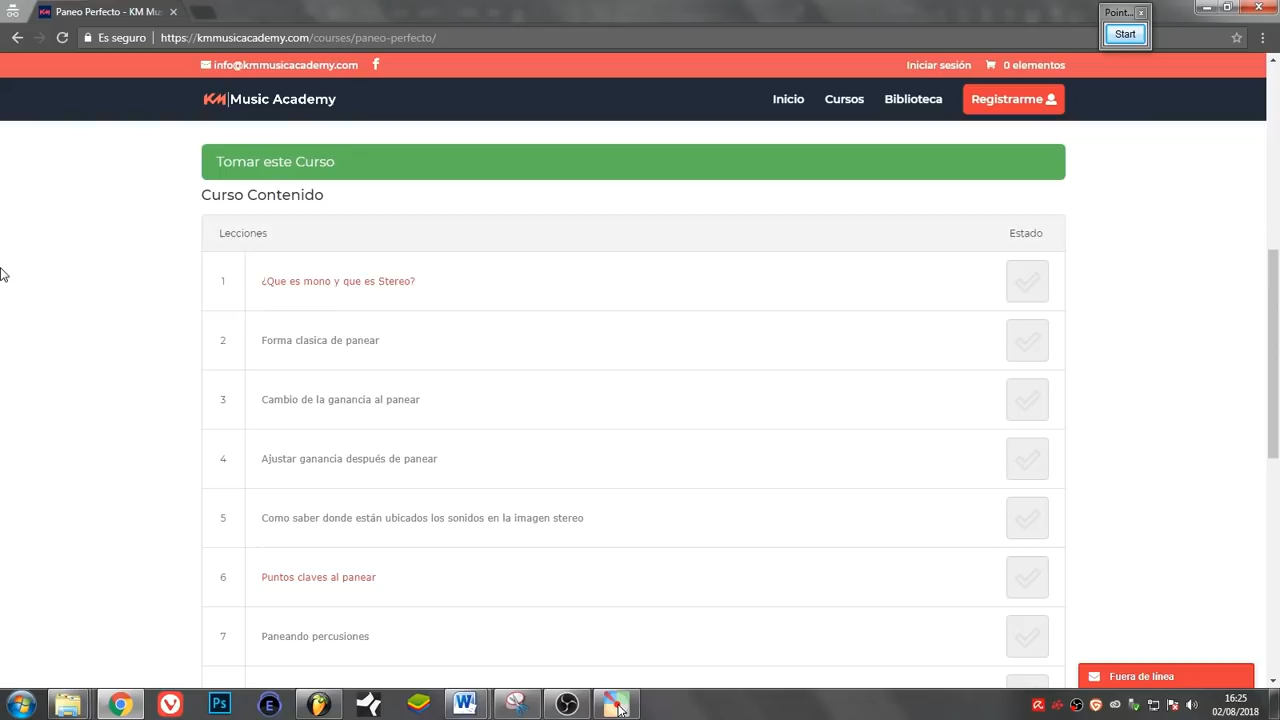 Paneo Perfecto - KM Mu
Point...
Start
Es seguro
https://kmmusicacademy.com/courses/paneo-perfecto/
info@kmmusicacademy.com
Iniciar sesión
0 elementos
KM|Music Academy
Inicio
Cursos
Biblioteca
Registrarme
Tomar este Curso
Curso Contenido
Lecciones
Estado
1 ¿Que es mono y que es Stereo?
2 Forma clasica de panear
3 Cambio de la ganancia al panear
4 Ajustar ganancia después de panear
5 Como saber donde están ubicados los sonidos en la imagen stereo
6 Puntos claves al panear
7 Paneando percusiones
Fuera de línea
Ps
16:25
02/08/2018